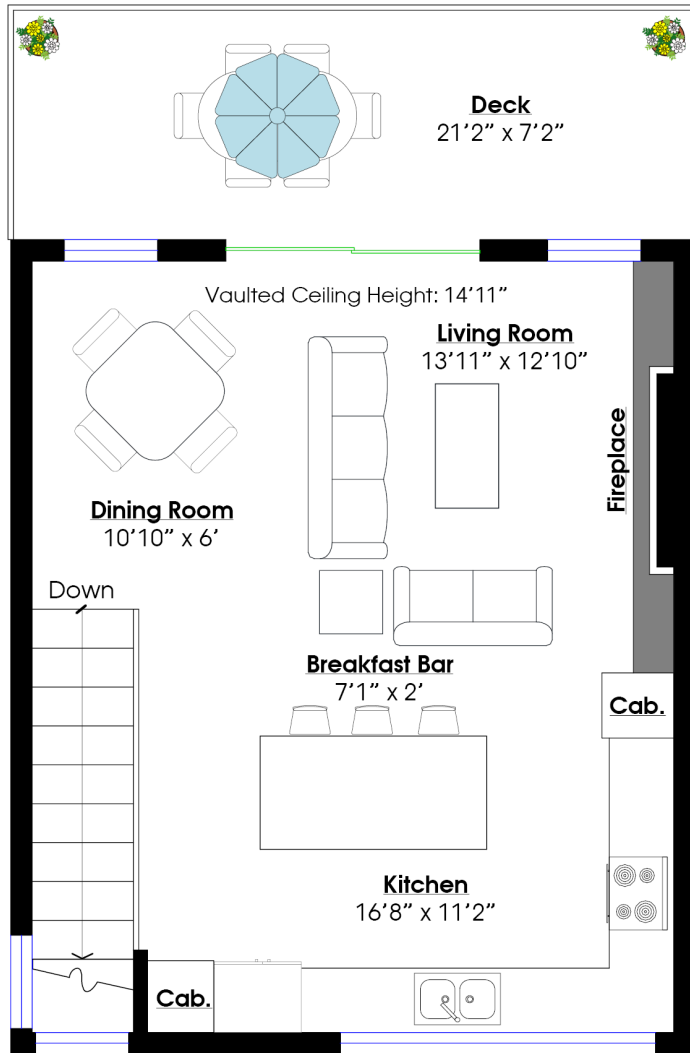 Deck
21’2” x 7’2”
Vaulted Ceiling Height: 14’11”
Living Room
13’11” x 12’10”
Fireplace
Dining Room
10’10” x 6'
Down
Breakfast Bar
7’1” x 2’
Cab.
Kitchen
16’8” x 11’2”
Cab.